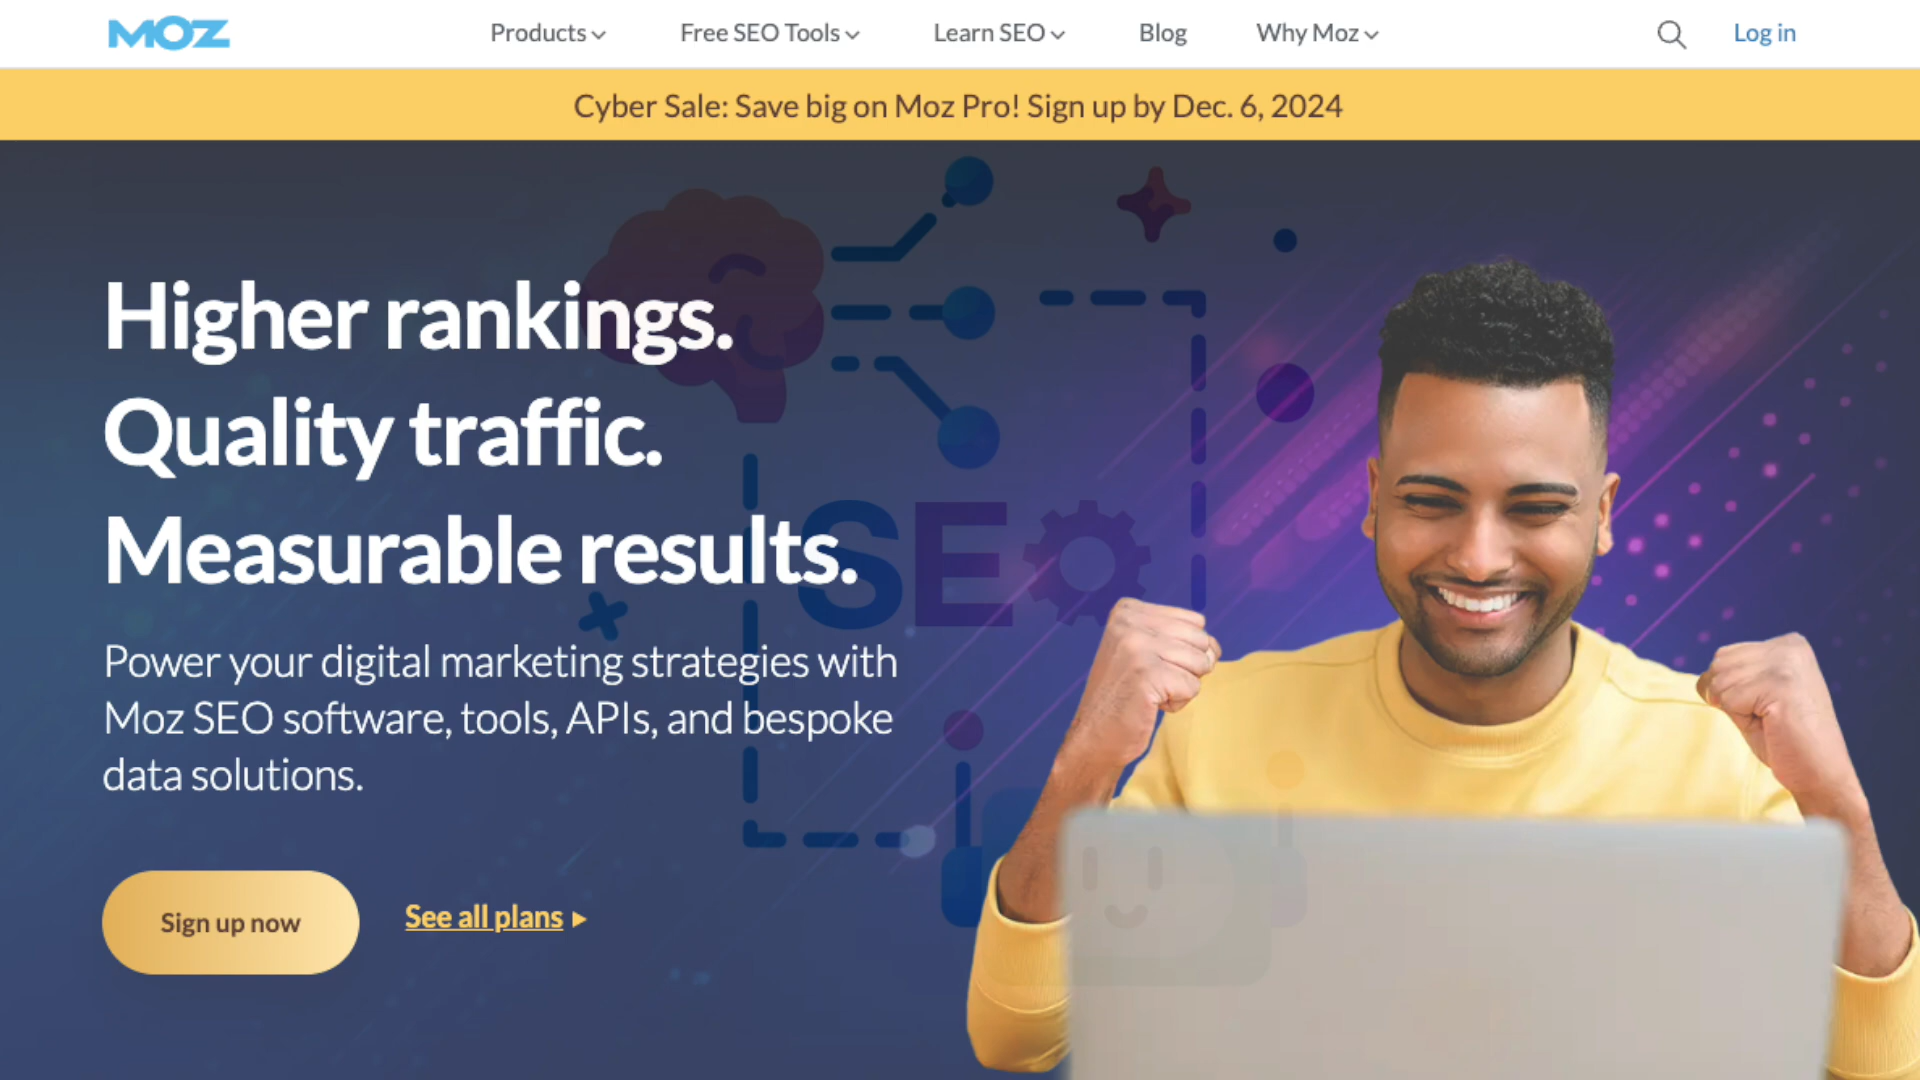 MOZ
Products
Free SEO Tools
Learn SEO
Blog
Why Moz
Log in
Cyber Sale: Save big on Moz Pro! Sign up by Dec. 6, 2024
Higher rankings.
Quality traffic.
Measurable results.
SEO
Power your digital marketing strategies with
Moz SEO software, tools, APIs, and bespoke
data solutions.
Sign up now
See all plans